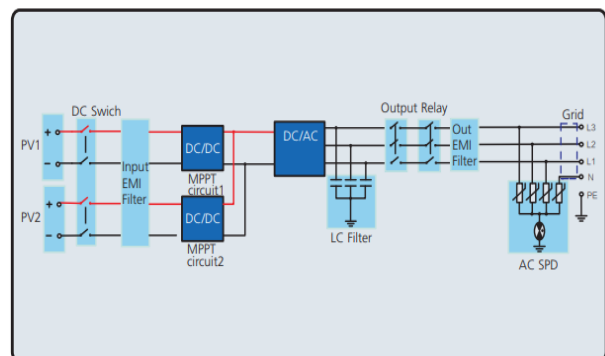 DC Swich
PV1
+
-
PV2
+
-
Input
EMI
Filter
DC/DC
MPPT
circuit1
DC/DC
MPPT
circuit2
DC/AC
LC Filter
Output Relay
Out
EMI
Filter
Grid
L3
L2
L1
N
PE
AC SPD